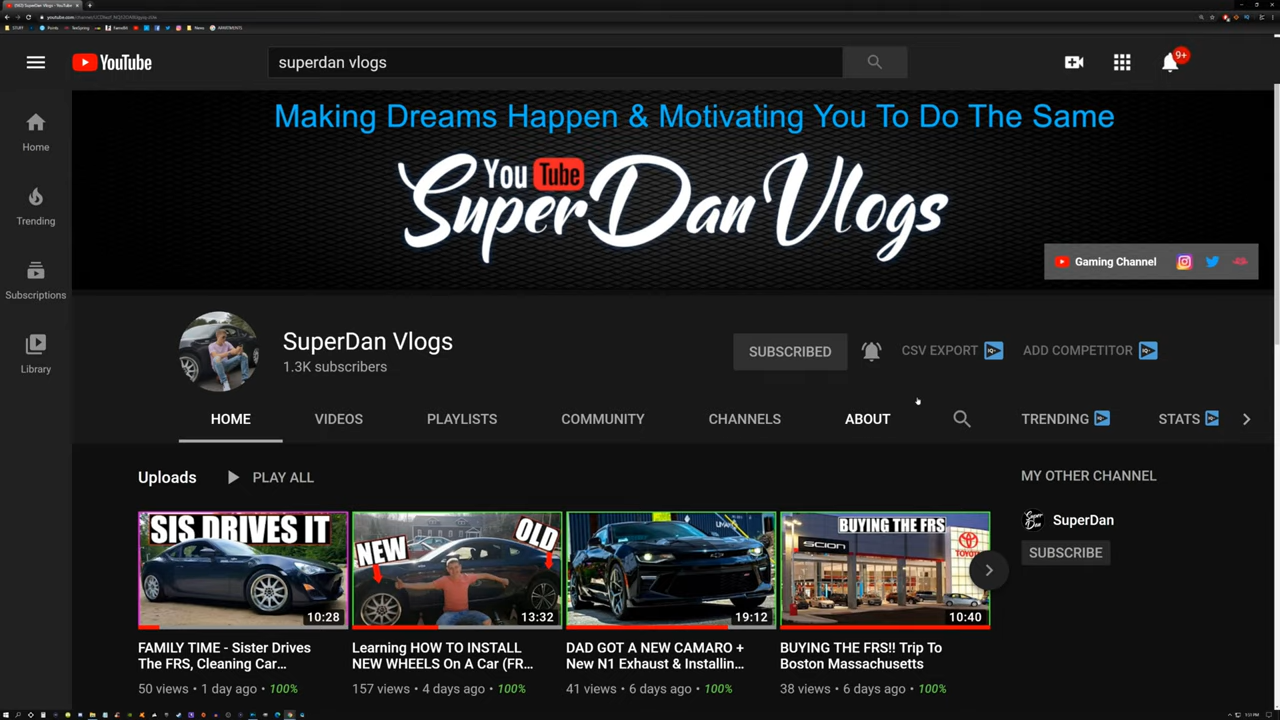 superdan vlogs
YouTube
9+
Home
Trending
Subscriptions
Library
Making Dreams Happen & Motivating You To Do The Same
You Tube
SuperDanVlogs
Gaming Channel
SuperDan Vlogs
1.3K subscribers
SUBSCRIBED
CSV EXPORT
ADD COMPETITOR
HOME
VIDEOS
PLAYLISTS
COMMUNITY
CHANNELS
ABOUT
TRENDING
STATS
Uploads
PLAY ALL
MY OTHER CHANNEL
SuperDan
SUBSCRIBE
SIS DRIVES IT
10:28
NEW
OLD
13:32
19:12
BUYING THE FRS
SCION
TOYOTA
10:40
FAMILY TIME - Sister Drives
The FRS, Cleaning Car...
50 views • 1 day ago • 100%
Learning HOW TO INSTALL
NEW WHEELS On A Car (FR...
157 views • 4 days ago • 100%
DAD GOT A NEW CAMARO +
New N1 Exhaust & Installin...
41 views • 6 days ago • 100%
BUYING THE FRS!! Trip To
Boston Massachusetts
38 views • 6 days ago • 100%